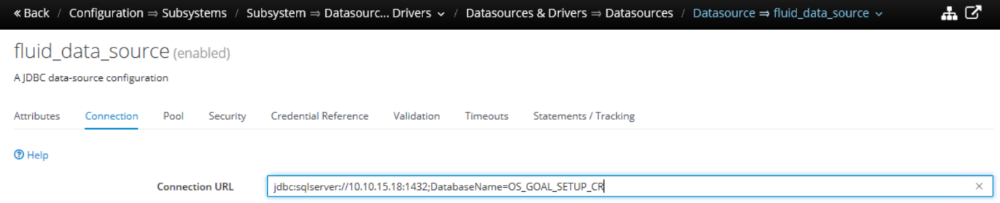 « Back / Configuration ⇒ Subsystems / Subsystem ⇒ Datasourc... Drivers / Datasources & Drivers ⇒ Datasources / Datasource ⇒ fluid_data_source
fluid_data_source (enabled)
A JDBC data-source configuration
Attributes Connection Pool Security Credential Reference Validation Timeouts Statements / Tracking
Help
Connection URL jdbc:sqlserver://10.10.15.18:1432;DatabaseName=OS_GOAL_SETUP_CR